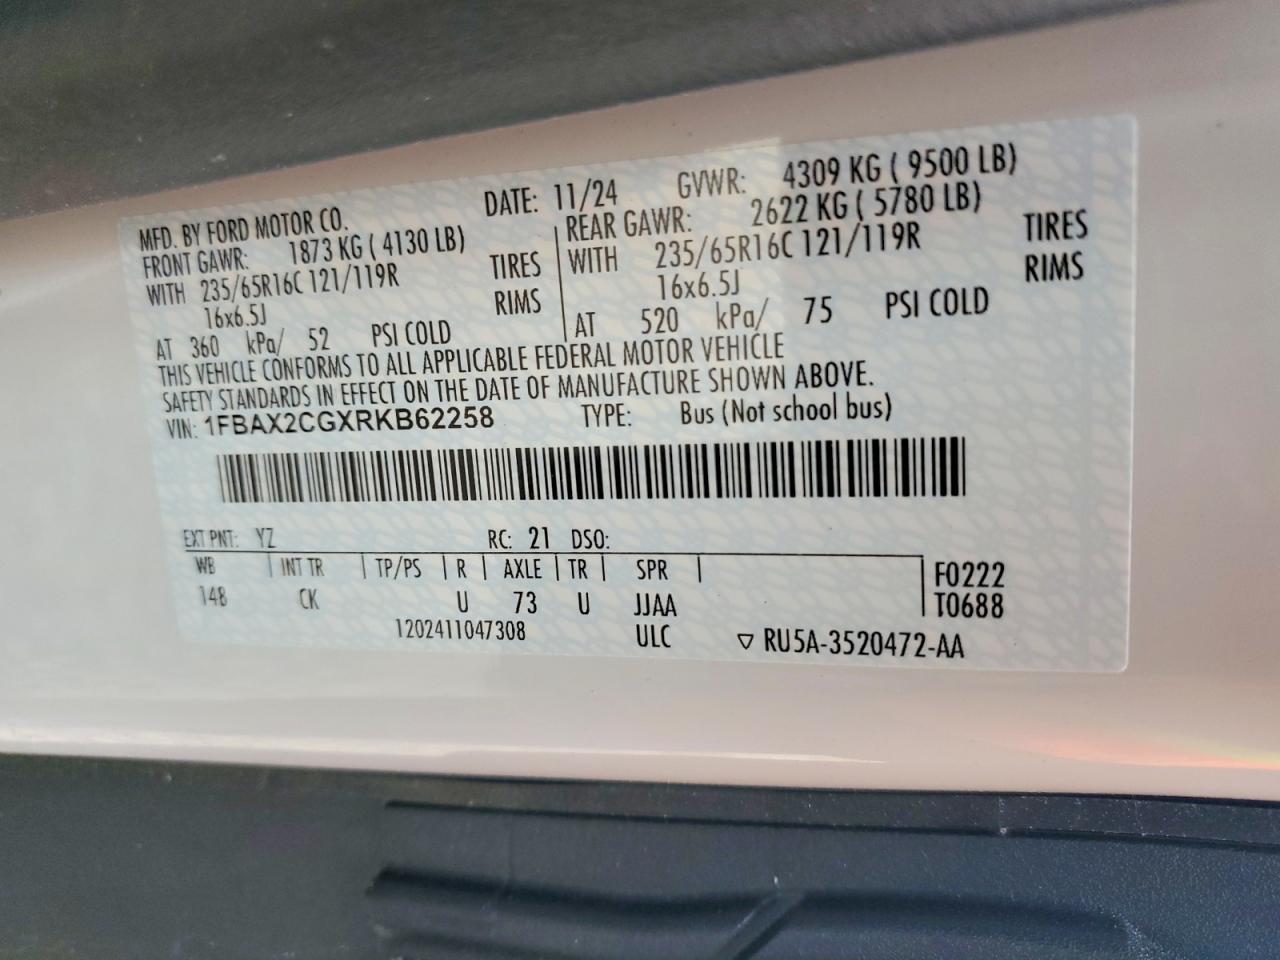 MFD. BY FORD MOTOR CO. DATE: 11/24 GVWR: 4309 KG ( 9500 LB)
FRONT GAWR: 1873 KG ( 4130 LB) REAR GAWR: 2622 KG ( 5780 LB)
WITH 235/65R16C 121/119R TIRES WITH 235/65R16C 121/119R TIRES
16x6.5J RIMS 16x6.5J RIMS
AT 360 kPa/ 52 PSI COLD AT 520 kPa/ 75 PSI COLD
THIS VEHICLE CONFORMS TO ALL APPLICABLE FEDERAL MOTOR VEHICLE
SAFETY STANDARDS IN EFFECT ON THE DATE OF MANUFACTURE SHOWN ABOVE.
VIN: 1FBAX2CGXRKB62258 TYPE: Bus (Not school bus)
EXT PNT: YZ RC: 21 DSO:
WB INT TR TP/PS R AXLE TR SPR F0222
148 CK U 73 U JJAA T0688
1202411047308 ULC ▽ RU5A-3520472-AA